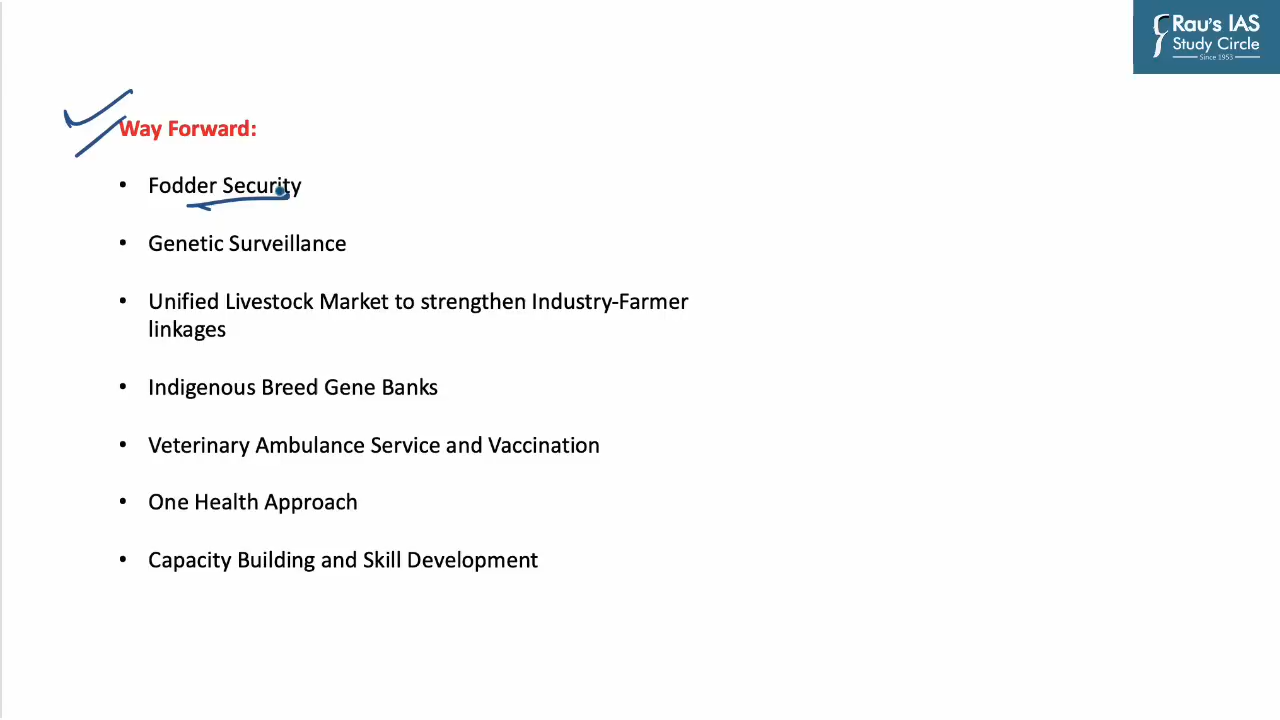 Rau's IAS
Study Circle
Since 1953
Way Forward:
• Fodder Security
• Genetic Surveillance
• Unified Livestock Market to strengthen Industry-Farmer
linkages
• Indigenous Breed Gene Banks
• Veterinary Ambulance Service and Vaccination
• One Health Approach
• Capacity Building and Skill Development